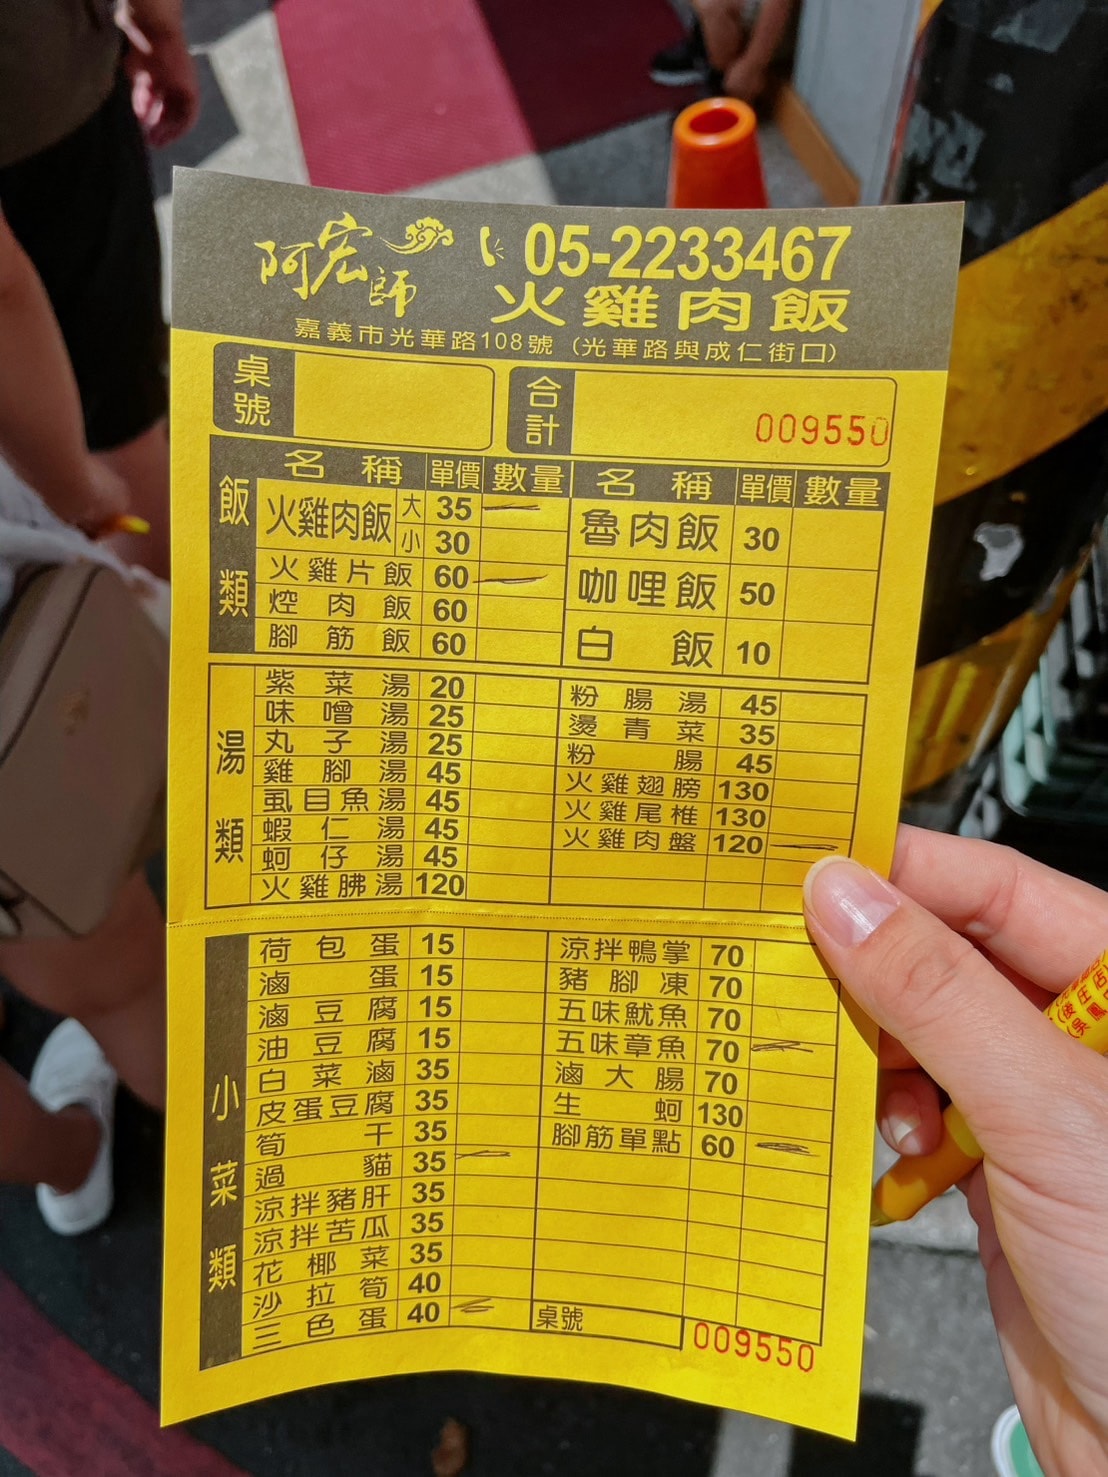 阿宏師 05-2233467
火雞肉飯
嘉義市光華路108號 (光華路與成仁街口)
桌號 合計 009550
飯類 名稱 單價 數量 名稱 單價 數量
火雞肉飯 大 35 一 魯肉飯 30
小 30
火雞片飯 60 一 咖哩飯 50
焢肉飯 60
腳筋飯 60 白飯 10
湯類
紫菜湯 20 粉腸湯 45
味噌湯 25 燙青菜 35
丸子湯 25 粉腸 45
雞腳湯 45 火雞翅膀 130
虱目魚湯 45 火雞尾椎 130
蝦仁湯 45 火雞肉盤 120 一
蚵仔湯 45
火雞胇湯 120
小菜類
荷包蛋 15 涼拌鴨掌 70
滷蛋 15 豬腳凍 70
滷豆腐 15 五味魷魚 70
油豆腐 15 五味章魚 70
白菜滷 35 滷大腸 70
皮蛋豆腐 35 生蚵 130
筍干 35 腳筋單點 60
過貓 35
涼拌豬肝 35
涼拌苦瓜 35
花椰菜 35
沙拉筍 40
三色蛋 40 桌號 009550